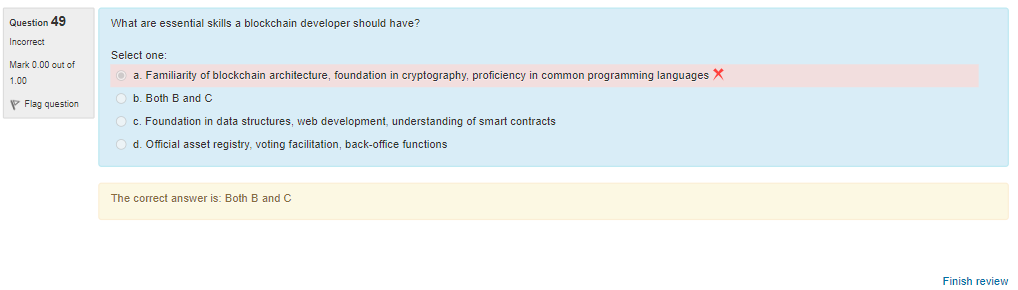 Question 49
Incorrect
Mark 0.00 out of
1.00
Flag question
What are essential skills a blockchain developer should have?
Select one:
a. Familiarity of blockchain architecture, foundation in cryptography, proficiency in common programming languages
b. Both B and C
c. Foundation in data structures, web development, understanding of smart contracts
d. Official asset registry, voting facilitation, back-office functions
The correct answer is: Both B and C
Finish review